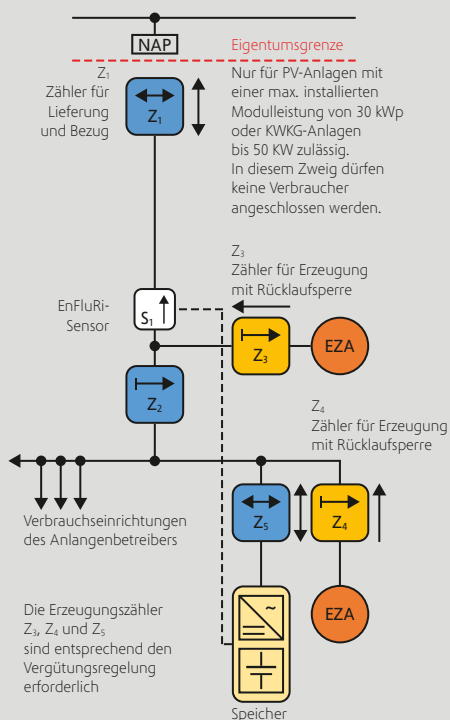 NAP
Eigentumsgrenze
Z₁
Zähler für
Lieferung
und Bezug
Z₁
Nur für PV-Anlagen mit
einer max. installierten
Modulleistung von 30 kWp
oder KWKG-Anlagen
bis 50 KW zulässig.
In diesem Zweig dürfen
keine Verbraucher
angeschlossen werden.
Z₃
Zähler für Erzeugung
mit Rücklaufsperre
EnFluRi-
Sensor
S₁
Z₃
EZA
Z₂
Z₄
Zähler für Erzeugung
mit Rücklaufsperre
Verbrauchseinrichtungen
des Anlangenbetreibers
Z₅
Z₄
EZA
Die Erzeugungszähler
Z₃, Z₄ und Z₅
sind entsprechend den
Vergütungsregelung
erforderlich
Speicher